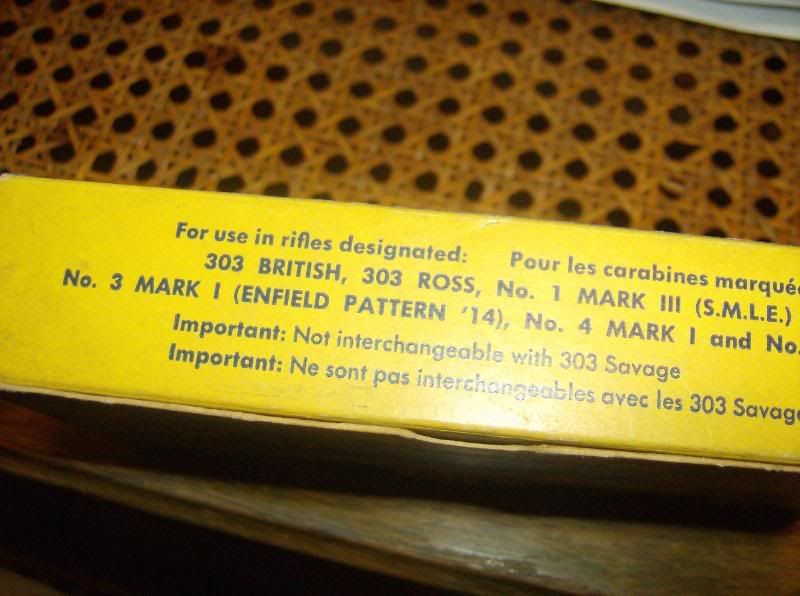 For use in rifles designated: Pour les carabines marquée
303 BRITISH, 303 ROSS, No. 1 MARK III (S.M.L.E.)
No. 3 MARK I (ENFIELD PATTERN '14), No. 4 MARK I and No.
Important: Not interchangeable with 303 Savage
Important: Ne sont pas interchangeables avec les 303 Savage